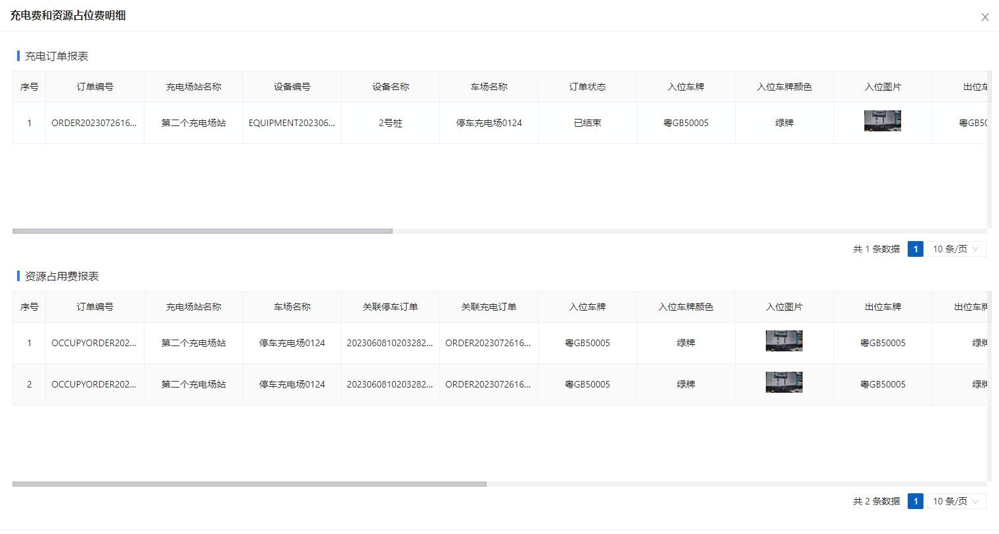 充电费和资源占位费明细
充电订单报表
序号 订单编号 充电场站名称 设备编号 设备名称 车场名称 订单状态 入位车牌 入位车牌颜色 入位图片 出位车
1 ORDER2023072616... 第二个充电场站 EQUIPMENT202306... 2号桩 停车充电场0124 已结束 粤GB50005 绿牌 粤GB50
共 1 条数据 1 10 条/页
资源占用费报表
序号 订单编号 充电场站名称 车场名称 关联停车订单 关联充电订单 入位车牌 入位车牌颜色 入位图片 出位车牌 出位车牌
1 OCCUPYORDER202... 第二个充电场站 停车充电场0124 2023060810203282... ORDER2023072616... 粤GB50005 绿牌 粤GB50005 绿牌
2 OCCUPYORDER202... 第二个充电场站 停车充电场0124 2023060810203282... ORDER2023072616... 粤GB50005 绿牌 粤GB50005 绿牌
共 2 条数据 1 10 条/页